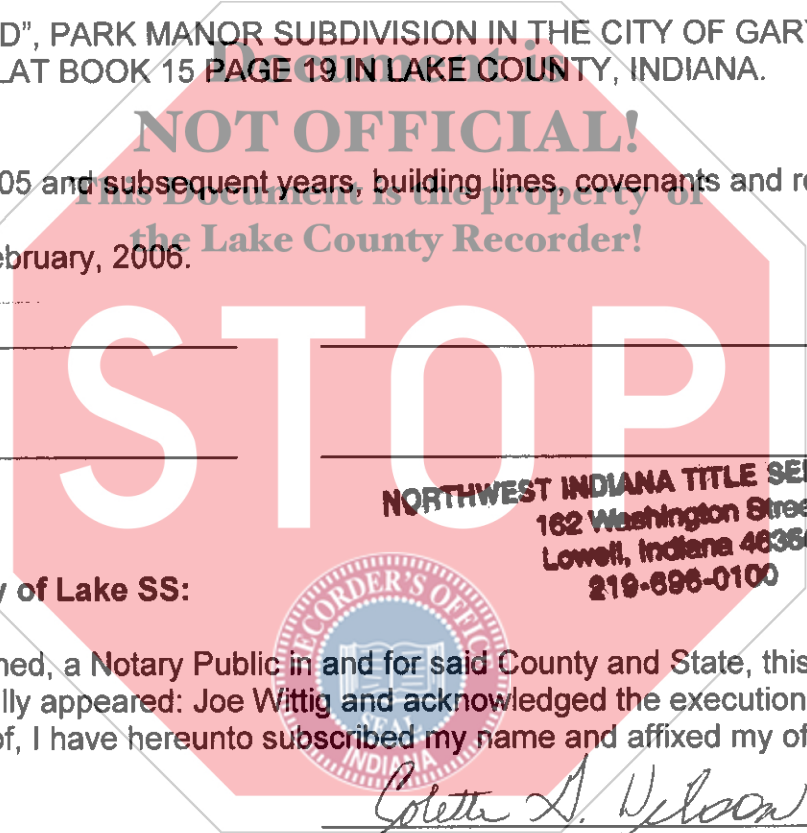 D", PARK MANOR SUBDIVISION IN THE CITY OF GARY
LAT BOOK 15 PAGE 19 IN LAKE COUNTY, INDIANA.
Document is
NOT OFFICIAL!
05 and subsequent years, building lines, covenants and re
This Document is the property of
the Lake County Recorder!
ebruary, 2006.
STOP
NORTHWEST INDIANA TITLE SE
162 Washington Stree
Lowell, Indiana 4635
219-696-0100
y of Lake SS:
RECORDER'S OFFICE
SEAL
INDIANA
ned, a Notary Public in and for said County and State, this
lly appeared: Joe Wittig and acknowledged the execution
of, I have hereunto subscribed my name and affixed my of
Colette